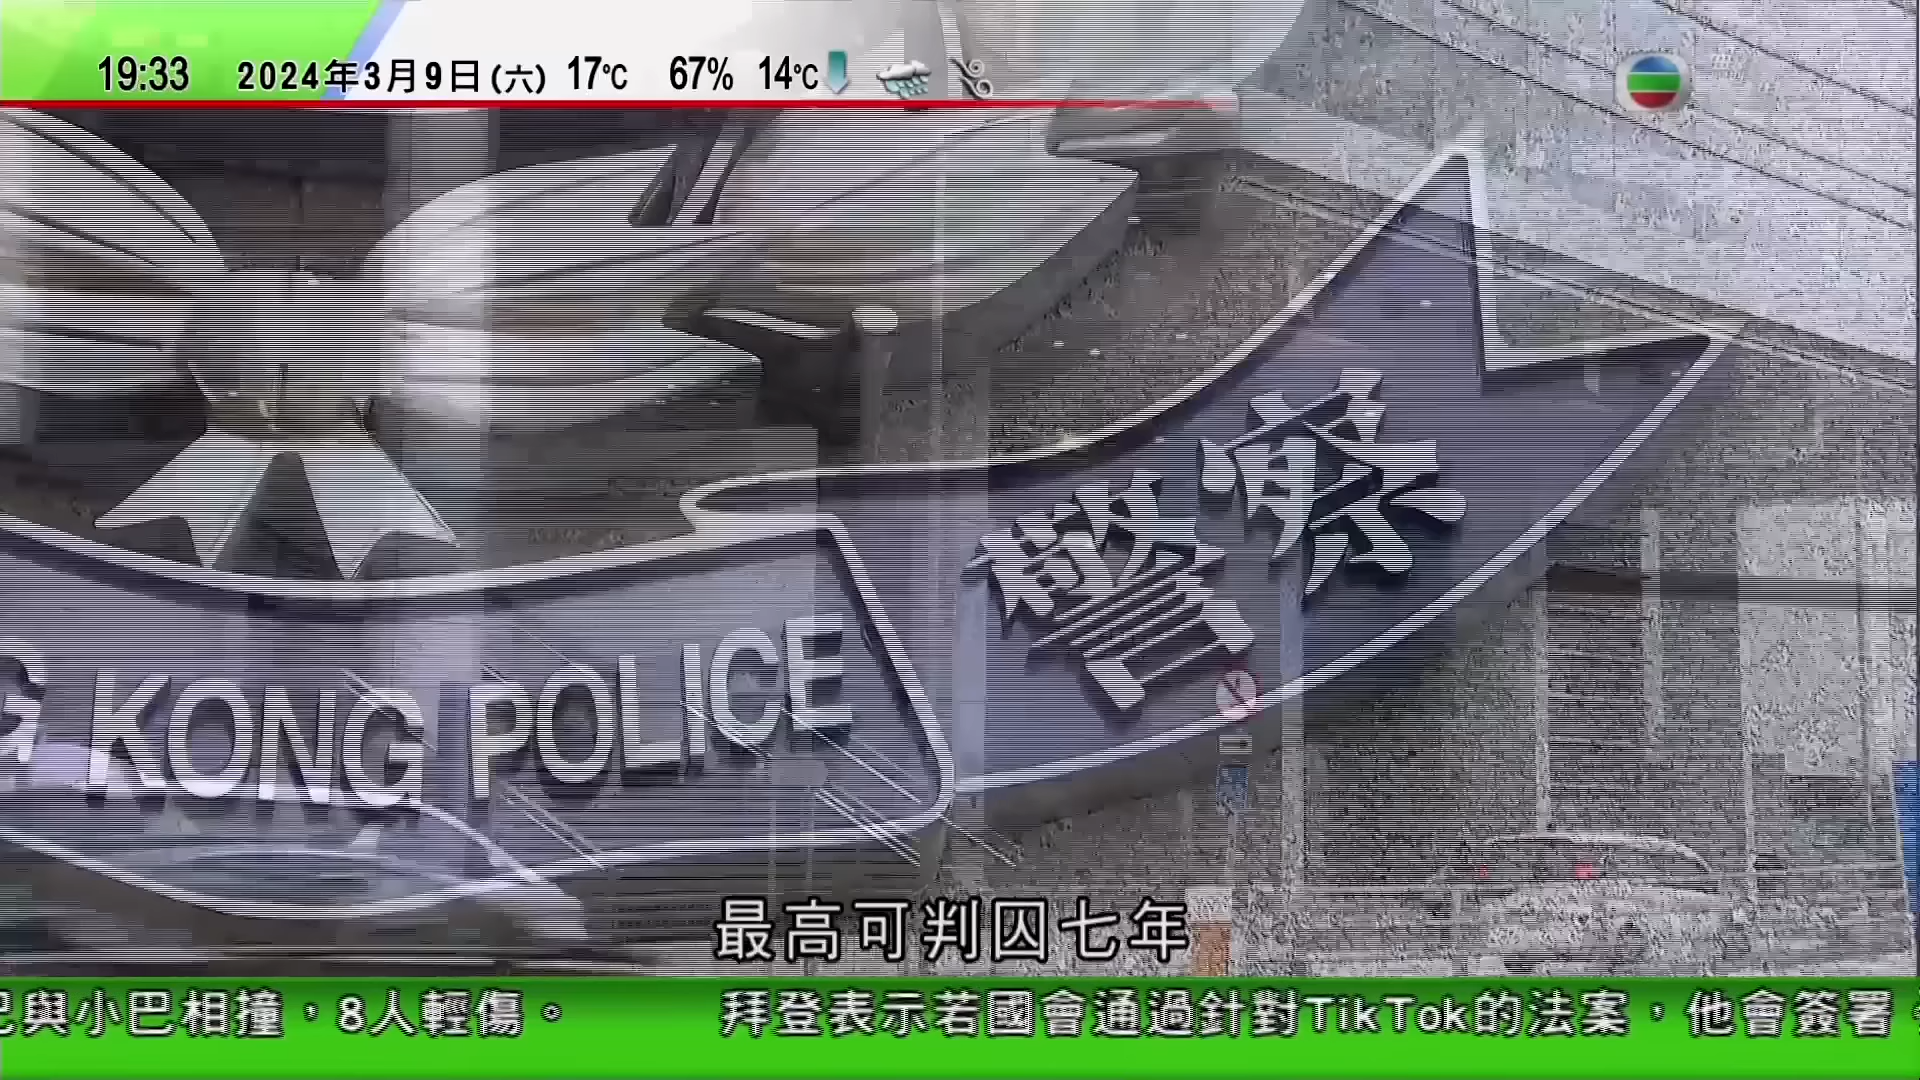 19:33 2024年3月9日(六) 17℃ 67% 14℃
警察
KONG POLICE
最高可判囚七年
與小巴相撞，8人輕傷。 拜登表示若國會通過針對TikTok的法案，他會簽署